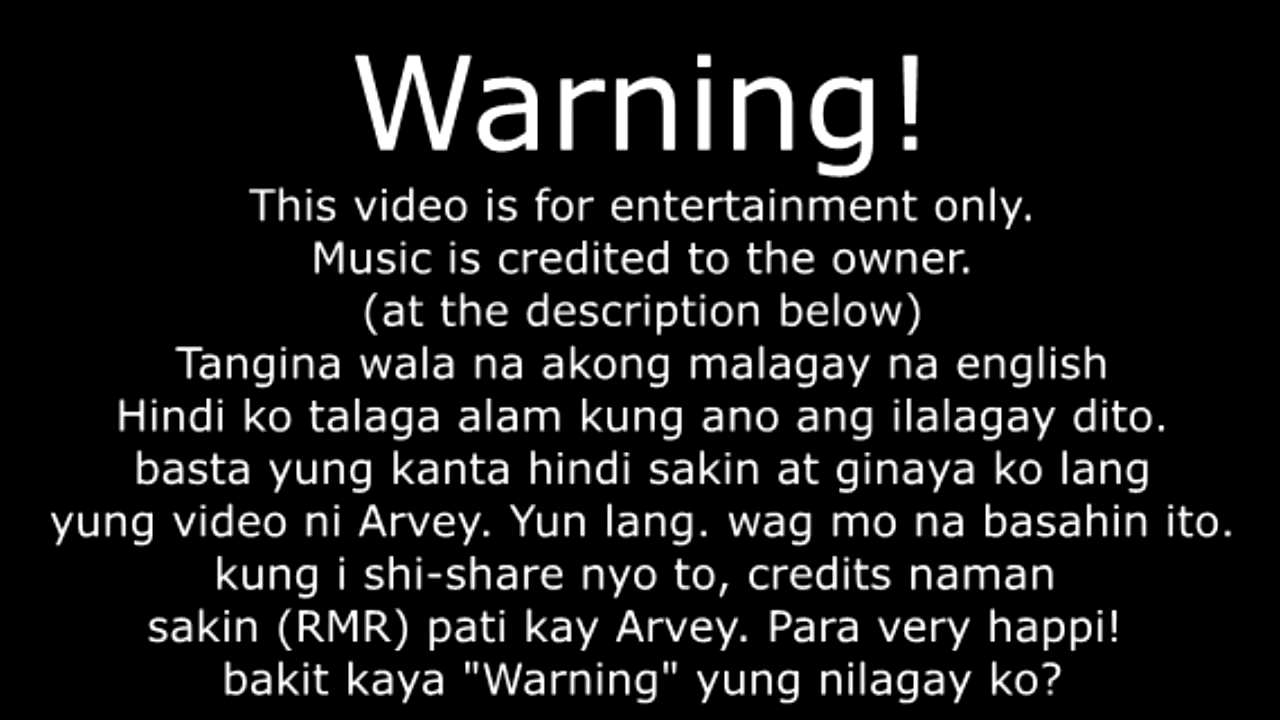 Warning!
This video is for entertainment only.
Music is credited to the owner.
(at the description below)
Tangina wala na akong malagay na english
Hindi ko talaga alam kung ano ang ilalagay dito.
basta yung kanta hindi sakin at ginaya ko lang
yung video ni Arvey. Yun lang. wag mo na basahin ito.
kung i shi-share nyo to, credits naman
sakin (RMR) pati kay Arvey. Para very happi!
bakit kaya "Warning" yung nilagay ko?